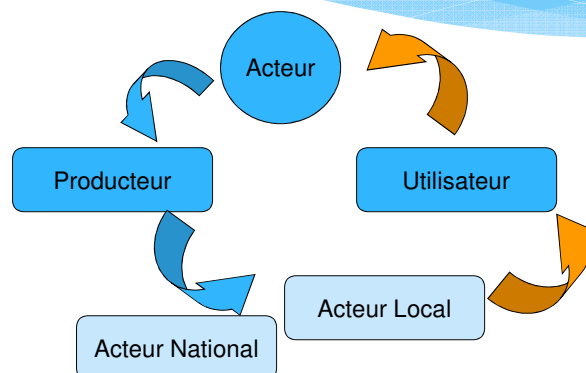 Acteur
Producteur
Utilisateur
Acteur Local
Acteur National